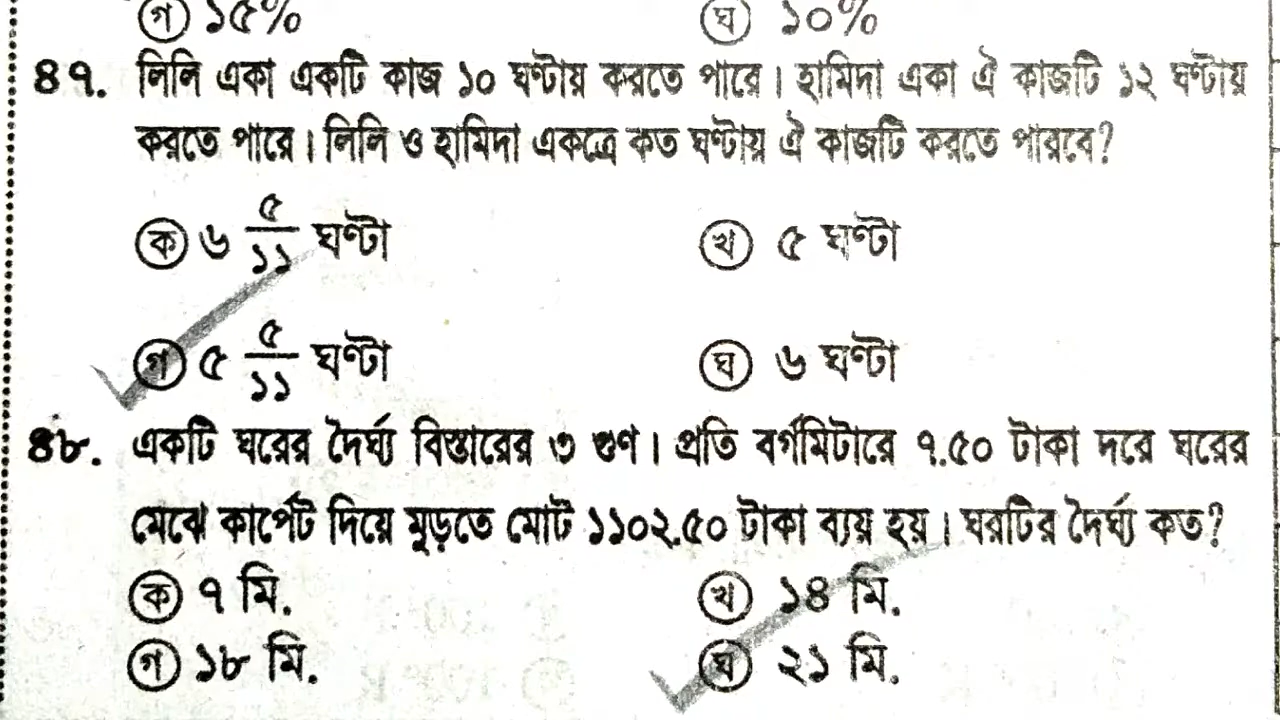 গ ১৫% ঘ ১০%
৪৭. লিলি একা একটি কাজ ১০ ঘণ্টায় করতে পারে। হামিদা একা ঐ কাজটি ১২ ঘণ্টায়
করতে পারে। লিলি ও হামিদা একত্রে কত ঘণ্টায় ঐ কাজটি করতে পারবে?
ক ৬ ৫/১১ ঘণ্টা খ ৫ ঘণ্টা
গ ৫ ৫/১১ ঘণ্টা ঘ ৬ ঘণ্টা
৪৮. একটি ঘরের দৈর্ঘ্য বিস্তারের ৩ গুণ। প্রতি বর্গমিটারে ৭.৫০ টাকা দরে ঘরের
মেঝে কার্পেট দিয়ে মুড়তে মোট ১১০২.৫০ টাকা ব্যয় হয়। ঘরটির দৈর্ঘ্য কত?
ক ৭ মি. খ ১৪ মি.
গ ১৮ মি. ঘ ২১ মি.